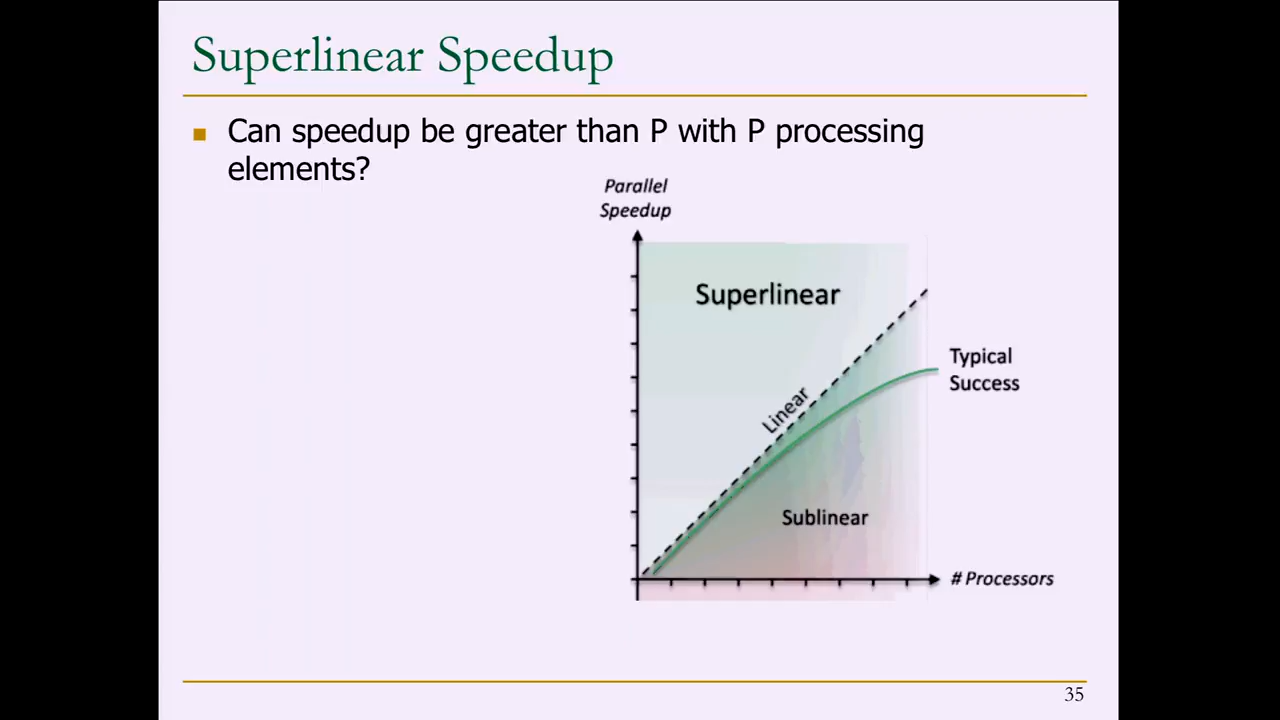 Superlinear Speedup
Can speedup be greater than P with P processing
elements?
Parallel
Speedup
Superlinear
Typical
Success
Linear
Sublinear
# Processors
35